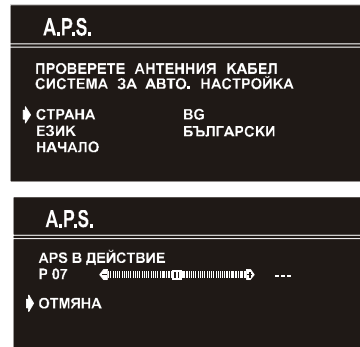 A.P.S.
ПРОВЕРЕТЕ АНТЕННИЯ КАБЕЛ
СИСТЕМА ЗА АВТО. НАСТРОЙКА
СТРАНА BG
ЕЗИК БЪЛГАРСКИ
НАЧАЛО
A.P.S.
APS В ДЕЙСТВИЕ
P 07 ---
ОТМЯНА